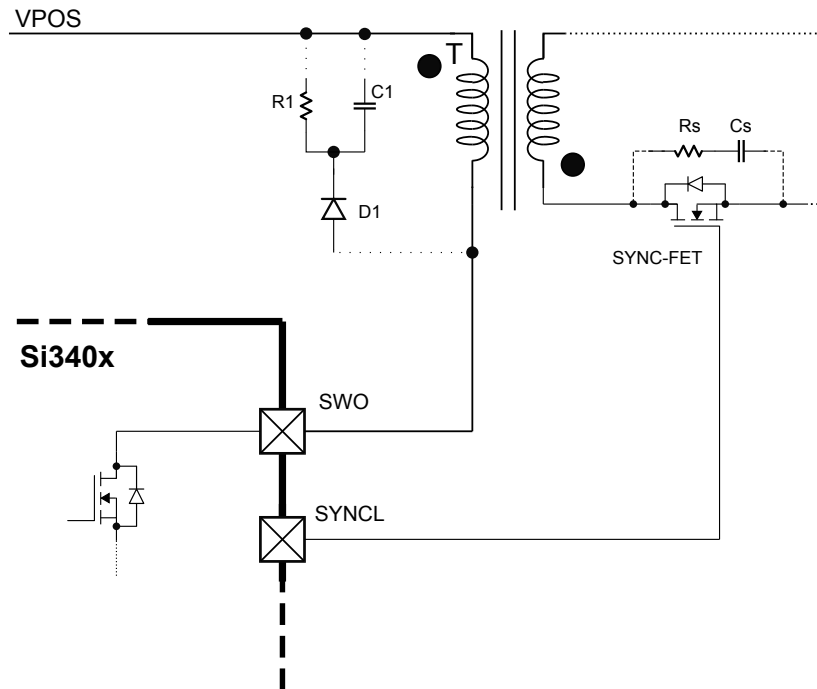 VPOS
T
R1
C1
Rs
Cs
D1
SYNC-FET
Si340x
SWO
SYNCL